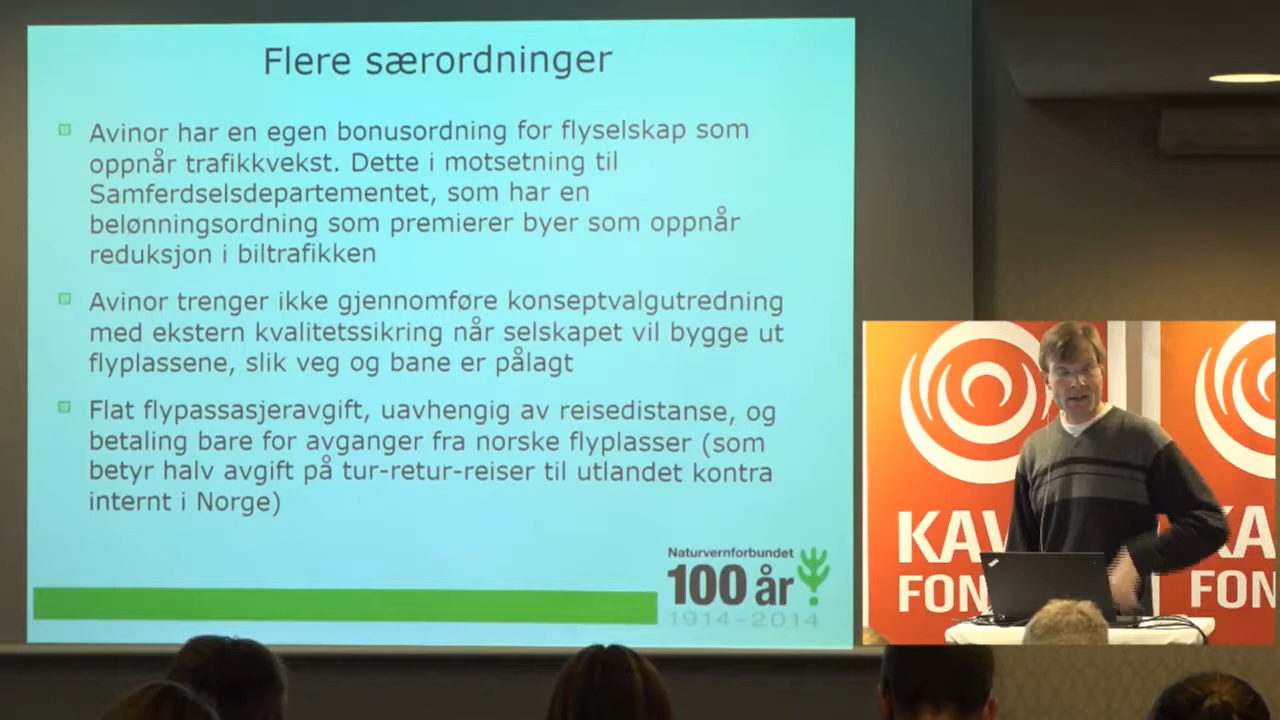 Flere særordninger
Avinor har en egen bonusordning for flyselskap som
oppnår trafikkvekst. Dette i motsetning til
Samferdselsdepartementet, som har en
belønningsordning som premierer byer som oppnår
reduksjon i biltrafikken
Avinor trenger ikke gjennomføre konseptvalgutredning
med ekstern kvalitetssikring når selskapet vil bygge ut
flyplassene, slik veg og bane er pålagt
Flat flypassasjeravgift, uavhengig av reisedistanse, og
betaling bare for avganger fra norske flyplasser (som
betyr halv avgift på tur-retur-reiser til utlandet kontra
internt i Norge)
Naturvernforbundet
100 år
1914-2014
KAV
FON
KA
FON